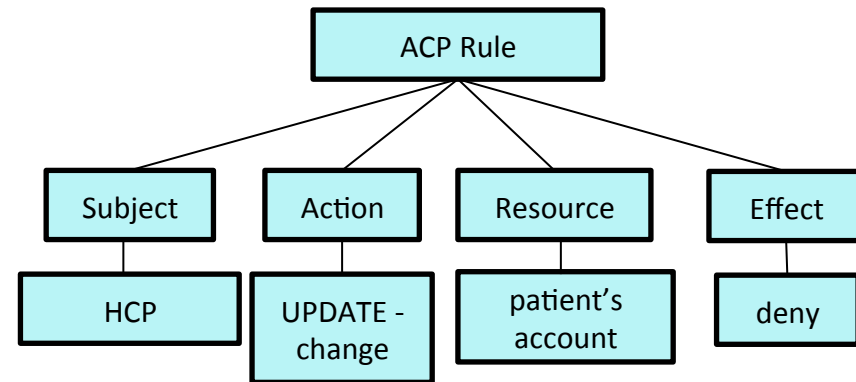 ACP Rule
Subject
Action
Resource
Effect
HCP
UPDATE -
change
patient's
account
deny